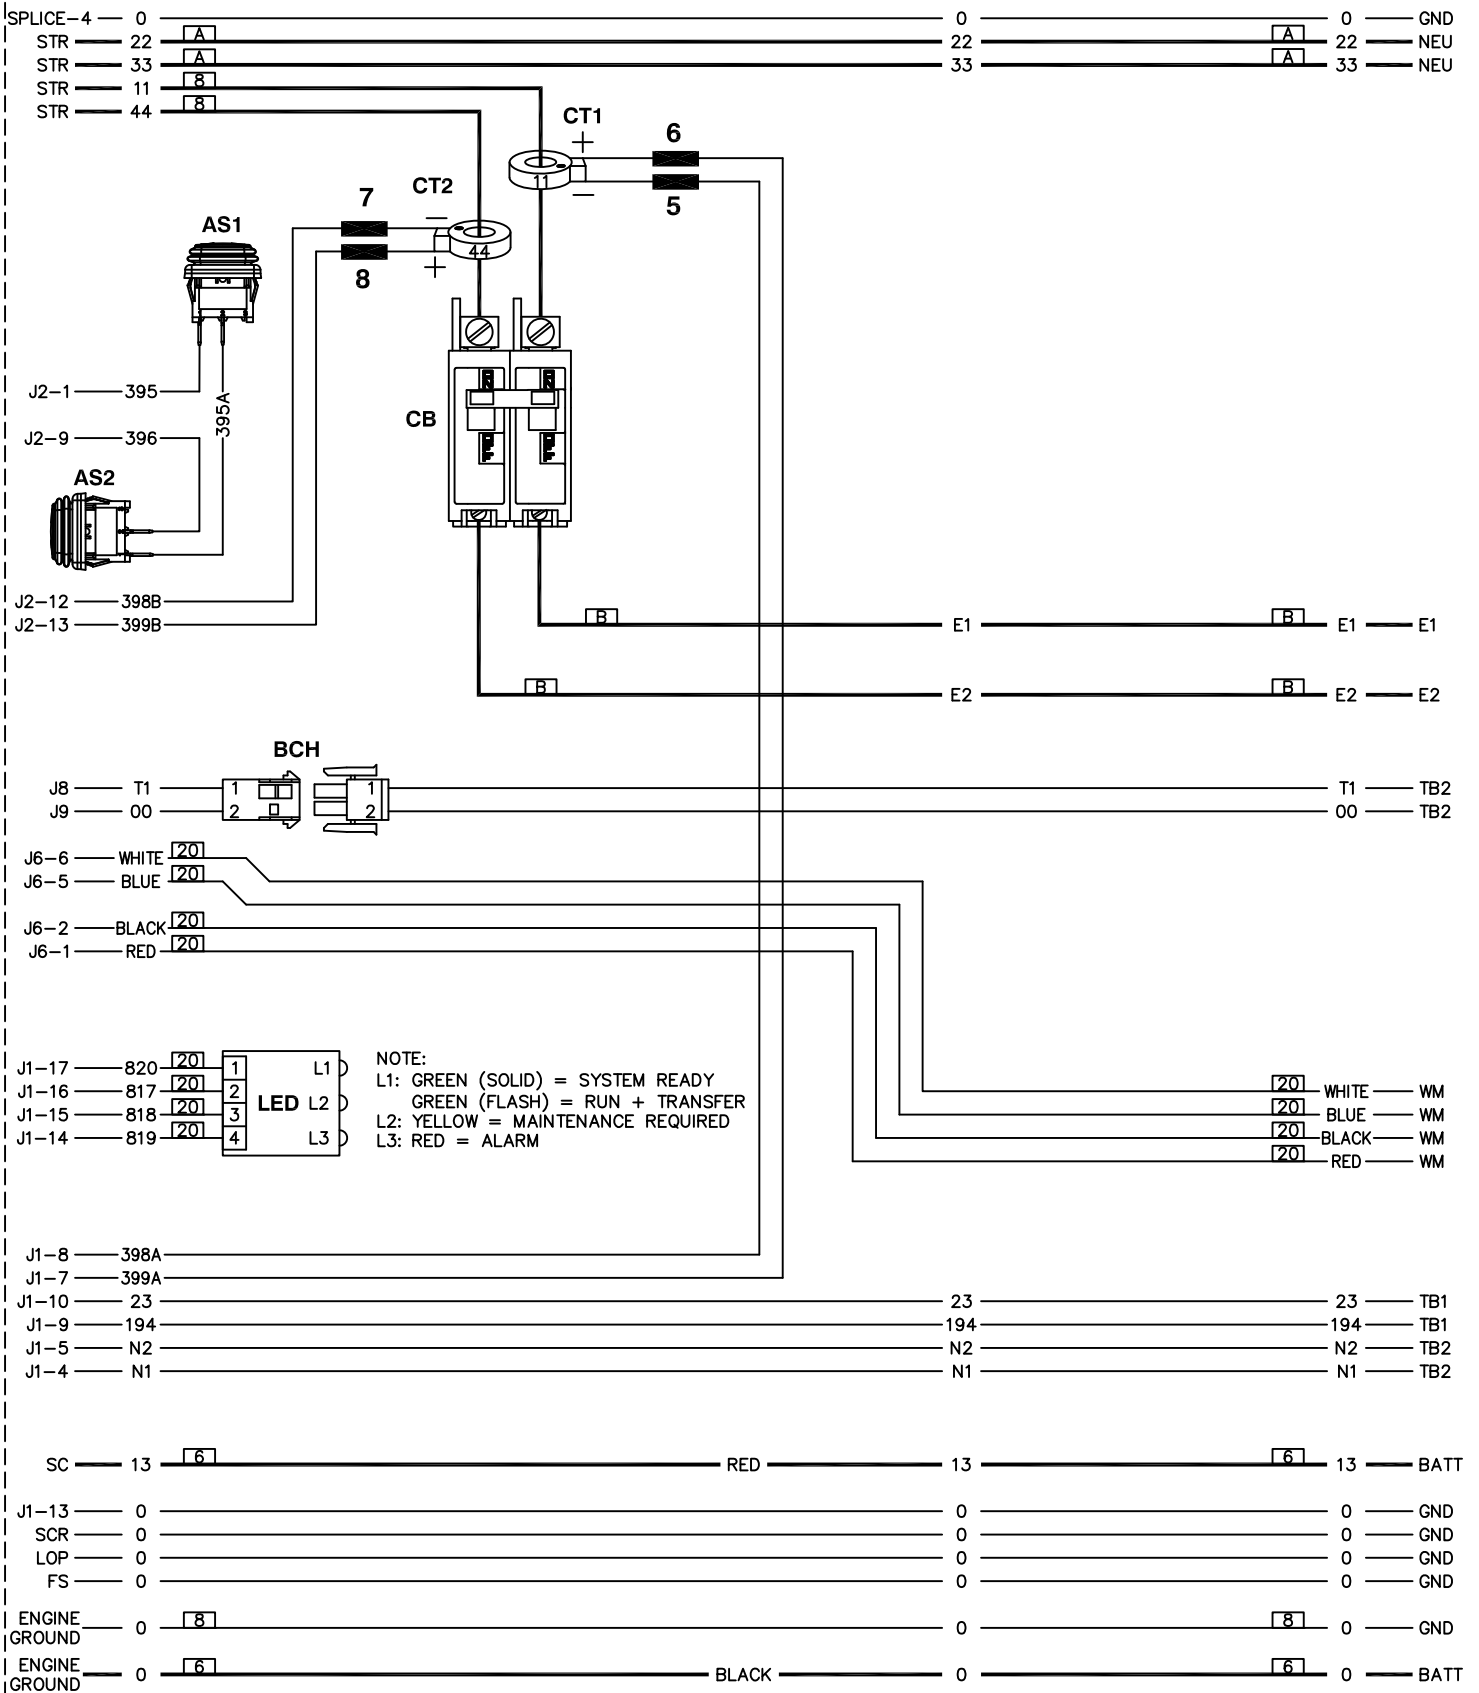 SPLICE-4 0 0 0 GND
STR 22 A 22 A 22 NEU
STR 33 A 33 A 33 NEU
STR 11 8
STR 44 8
CT1
+
6
11
−
5
CT2
7
−
44
+
8
AS1
J2-1 395
395A
J2-9 396
CB
AS2
J2-12 398B
J2-13 399B
B E1 B E1 E1
B E2 B E2 E2
BCH
J8 T1 1 1 T1 TB2
J9 00 2 2 00 TB2
J6-6 WHITE 20
J6-5 BLUE 20
J6-2 BLACK 20
J6-1 RED 20
J1-17 820 20 1 L1
J1-16 817 20 2
LED L2
J1-15 818 20 3
J1-14 819 20 4 L3
NOTE:
L1: GREEN (SOLID) = SYSTEM READY
GREEN (FLASH) = RUN + TRANSFER
L2: YELLOW = MAINTENANCE REQUIRED
L3: RED = ALARM
20 WHITE WM
20 BLUE WM
20 BLACK WM
20 RED WM
J1-8 398A
J1-7 399A
J1-10 23 23 23 TB1
J1-9 194 194 194 TB1
J1-5 N2 N2 N2 TB2
J1-4 N1 N1 N1 TB2
SC 13 6 RED 13 6 13 BATT
J1-13 0 0 0 GND
SCR 0 0 0 GND
LOP 0 0 0 GND
FS 0 0 0 GND
ENGINE
GROUND 0 8 0 8 0 GND
ENGINE
GROUND 0 6 BLACK 0 6 0 BATT